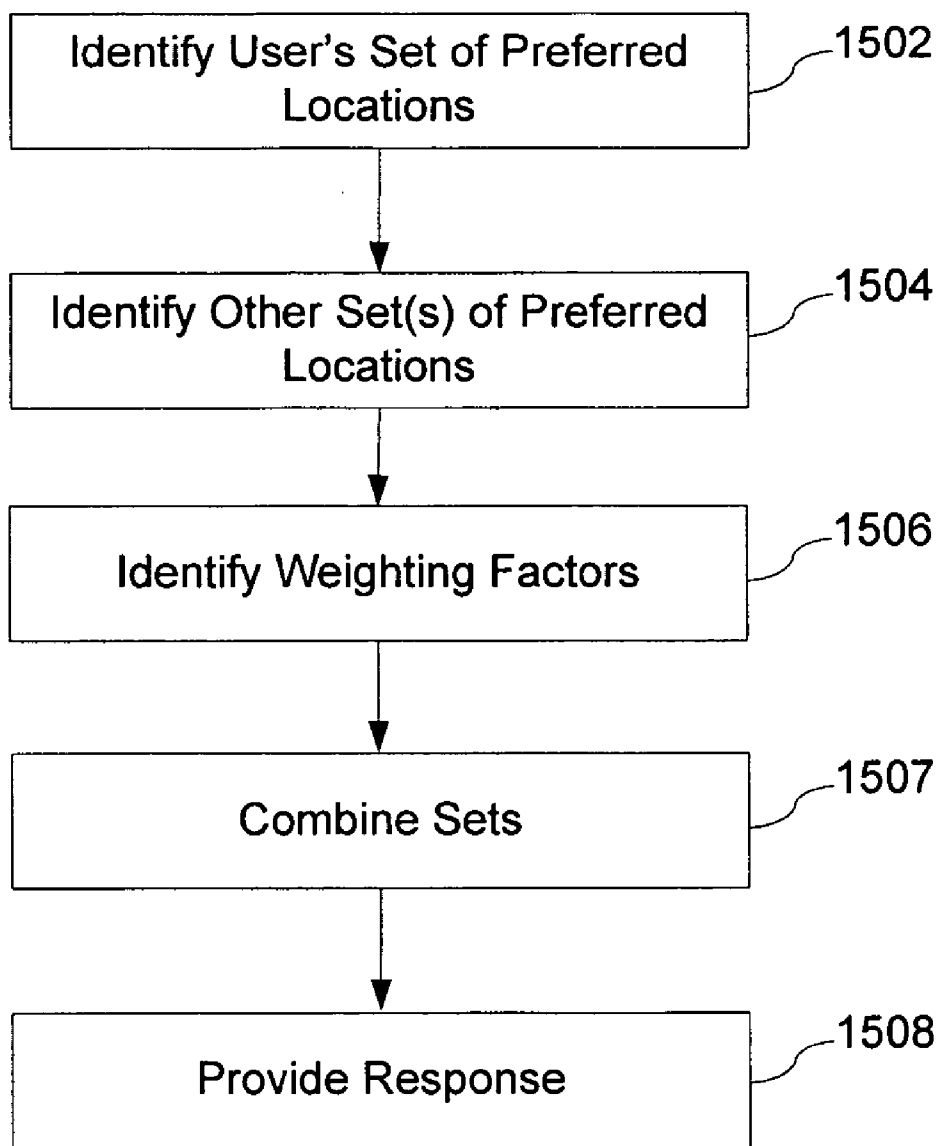 Identify User's Set of Preferred
Locations
1502
Identify Other Set(s) of Preferred
Locations
1504
Identify Weighting Factors
1506
Combine Sets
1507
Provide Response
1508